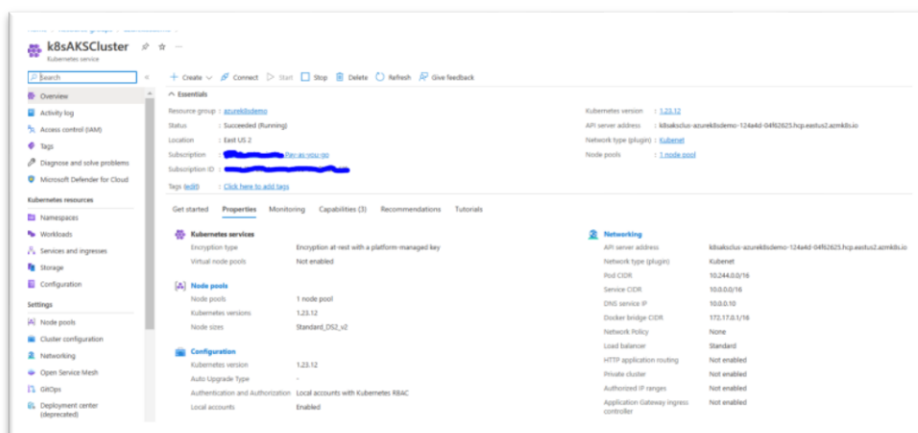 k8sAKSCluster
Kubernetes service
Search
Overview
Activity log
Access control (IAM)
Tags
Diagnose and solve problems
Microsoft Defender for Cloud
Kubernetes resources
Namespaces
Workloads
Services and ingresses
Storage
Configuration
Settings
Node pools
Cluster configuration
Networking
Open Service Mesh
GitOps
Deployment center
(deprecated)
Create Connect Start Stop Delete Refresh Give feedback
Essentials
Resource group : azurek8sdemo
Status : Succeeded (Running)
Location : East US 2
Subscription : Pay-as-you-go
Subscription ID :
Tags (edit) : Click here to add tags
Kubernetes version : 1.23.12
API server address : k8saksclus-azurek8sdemo-124a4d-04f62625.hcp.eastus2.azmk8s.io
Network type (plugin) : Kubenet
Node pools : 1 node pool
Get started Properties Monitoring Capabilities (3) Recommendations Tutorials
Kubernetes services
Encryption type Encryption at-rest with a platform-managed key
Virtual node pools Not enabled
Node pools
Node pools 1 node pool
Kubernetes versions 1.23.12
Node sizes Standard_DS2_v2
Configuration
Kubernetes version 1.23.12
Auto Upgrade Type -
Authentication and Authorization Local accounts with Kubernetes RBAC
Local accounts Enabled
Networking
API server address k8saksclus-azurek8sdemo-124a4d-04f62625.hcp.eastus2.azmk8s.io
Network type (plugin) Kubenet
Pod CIDR 10.244.0.0/16
Service CIDR 10.0.0.0/16
DNS service IP 10.0.0.10
Docker bridge CIDR 172.17.0.1/16
Network Policy None
Load balancer Standard
HTTP application routing Not enabled
Private cluster Not enabled
Authorized IP ranges Not enabled
Application Gateway ingress Not enabled
controller